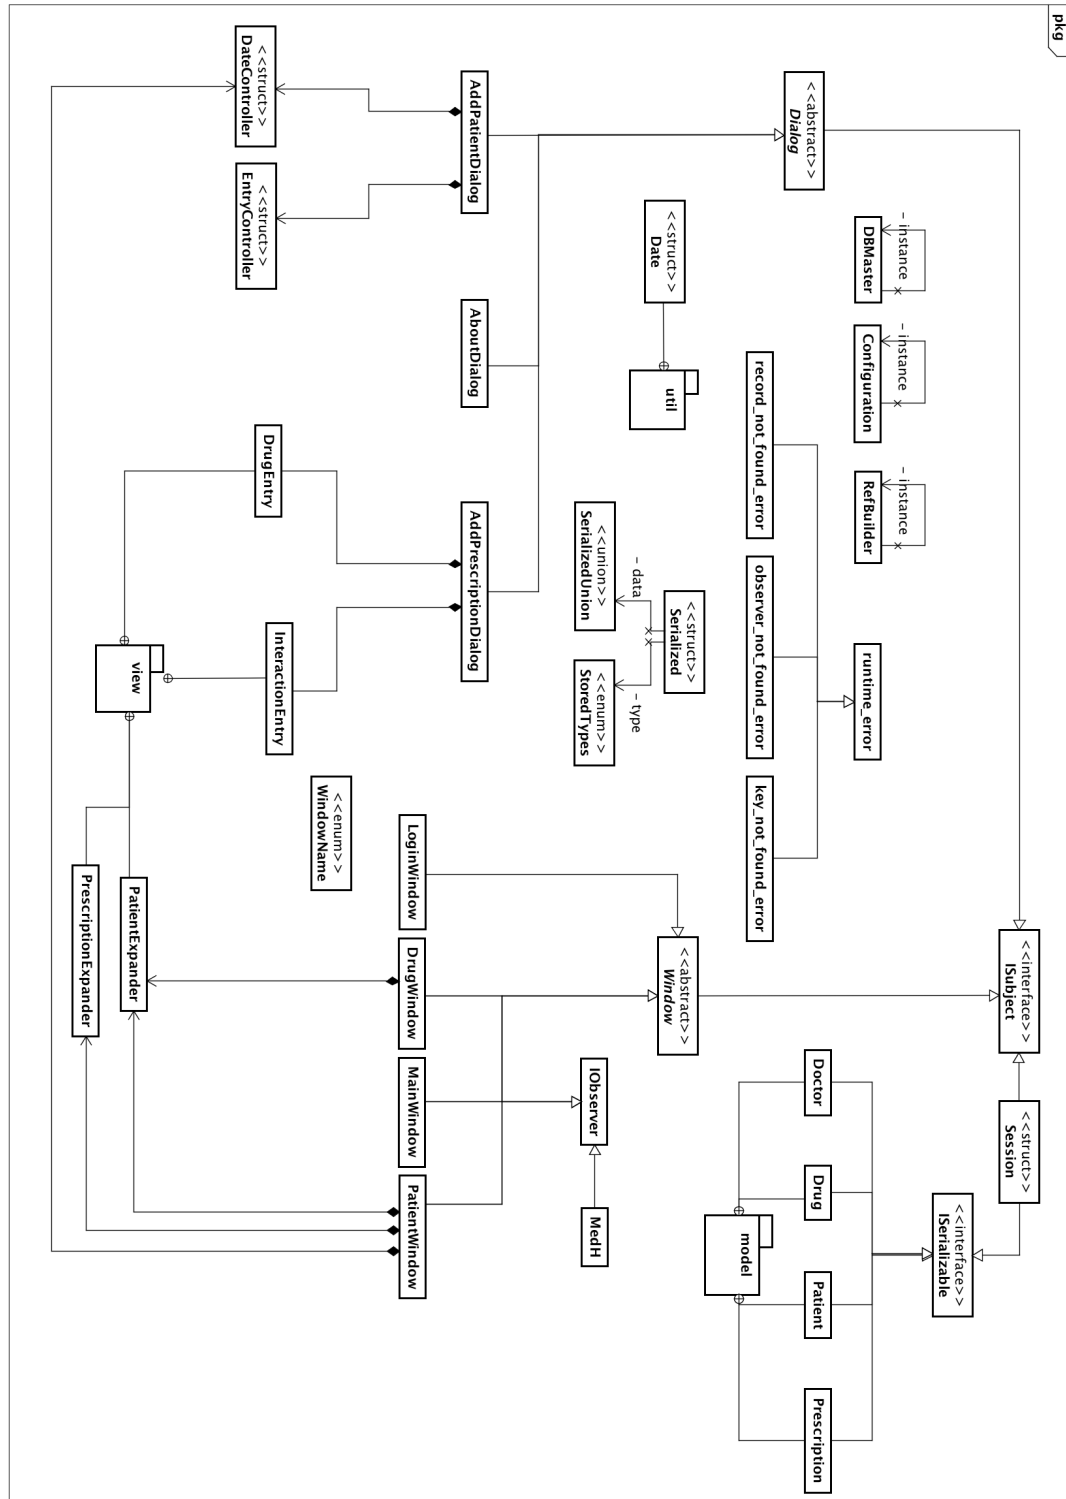 pkg
<<interface>>
ISubject
<<struct>>
Session
<<interface>>
ISerializable
- instance
DBMaster
- instance
Configuration
- instance
RefBuilder
runtime_error
<<abstract>>
Dialog
Doctor
Drug
Patient
Prescription
record_not_found_error
observer_not_found_error
key_not_found_error
model
<<struct>>
Date
util
<<struct>>
Serialized
<<abstract>>
Window
- data
- type
<<union>>
SerializedUnion
<<enum>>
StoredTypes
IObserver
MedH
AddPatientDialog
AboutDialog
AddPrescriptionDialog
LoginWindow
DrugWindow
MainWindow
PatientWindow
<<enum>>
WindowName
<<struct>>
DateController
<<struct>>
EntryController
DrugEntry
InteractionEntry
view
PatientExpander
PrescriptionExpander